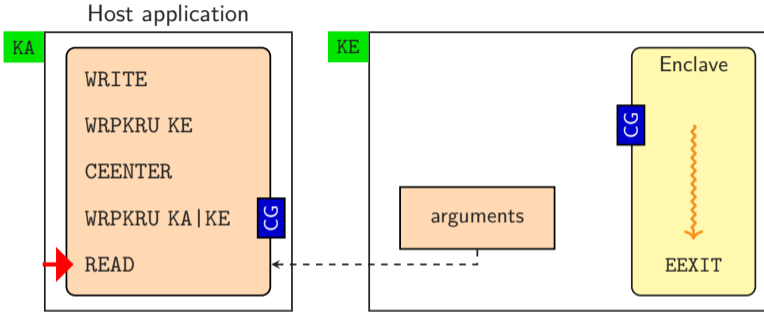 Host application
KA
WRITE
WRPKRU KE
CEENTER
WRPKRU KA|KE
CG
READ
KE
arguments
Enclave
CG
EEXIT